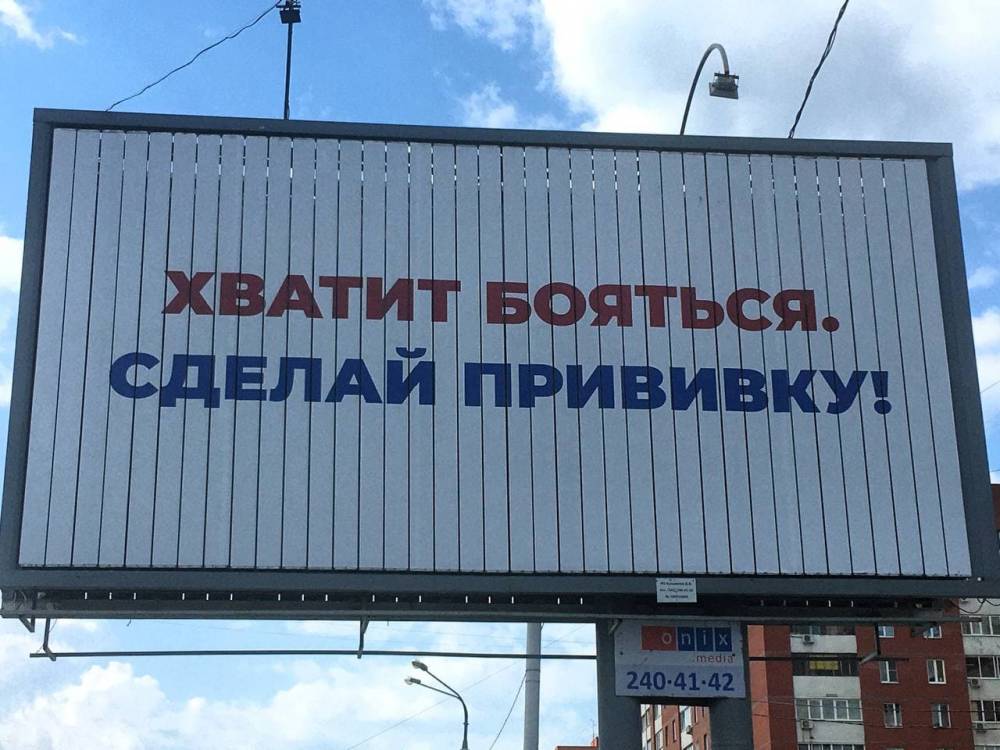 ХВАТИТ БОЯТЬСЯ.
СДЕЛАЙ ПРИВИВКУ!
onix
media
240·41·42